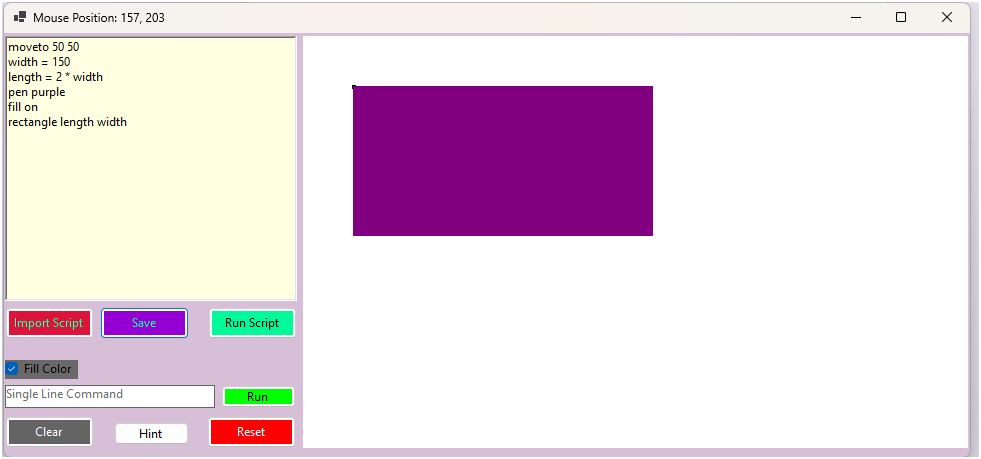 Mouse Position: 157, 203
moveto 50 50
width = 150
length = 2 * width
pen purple
fill on
rectangle length width
Import Script
Save
Run Script
Fill Color
Single Line Command
Run
Clear
Hint
Reset